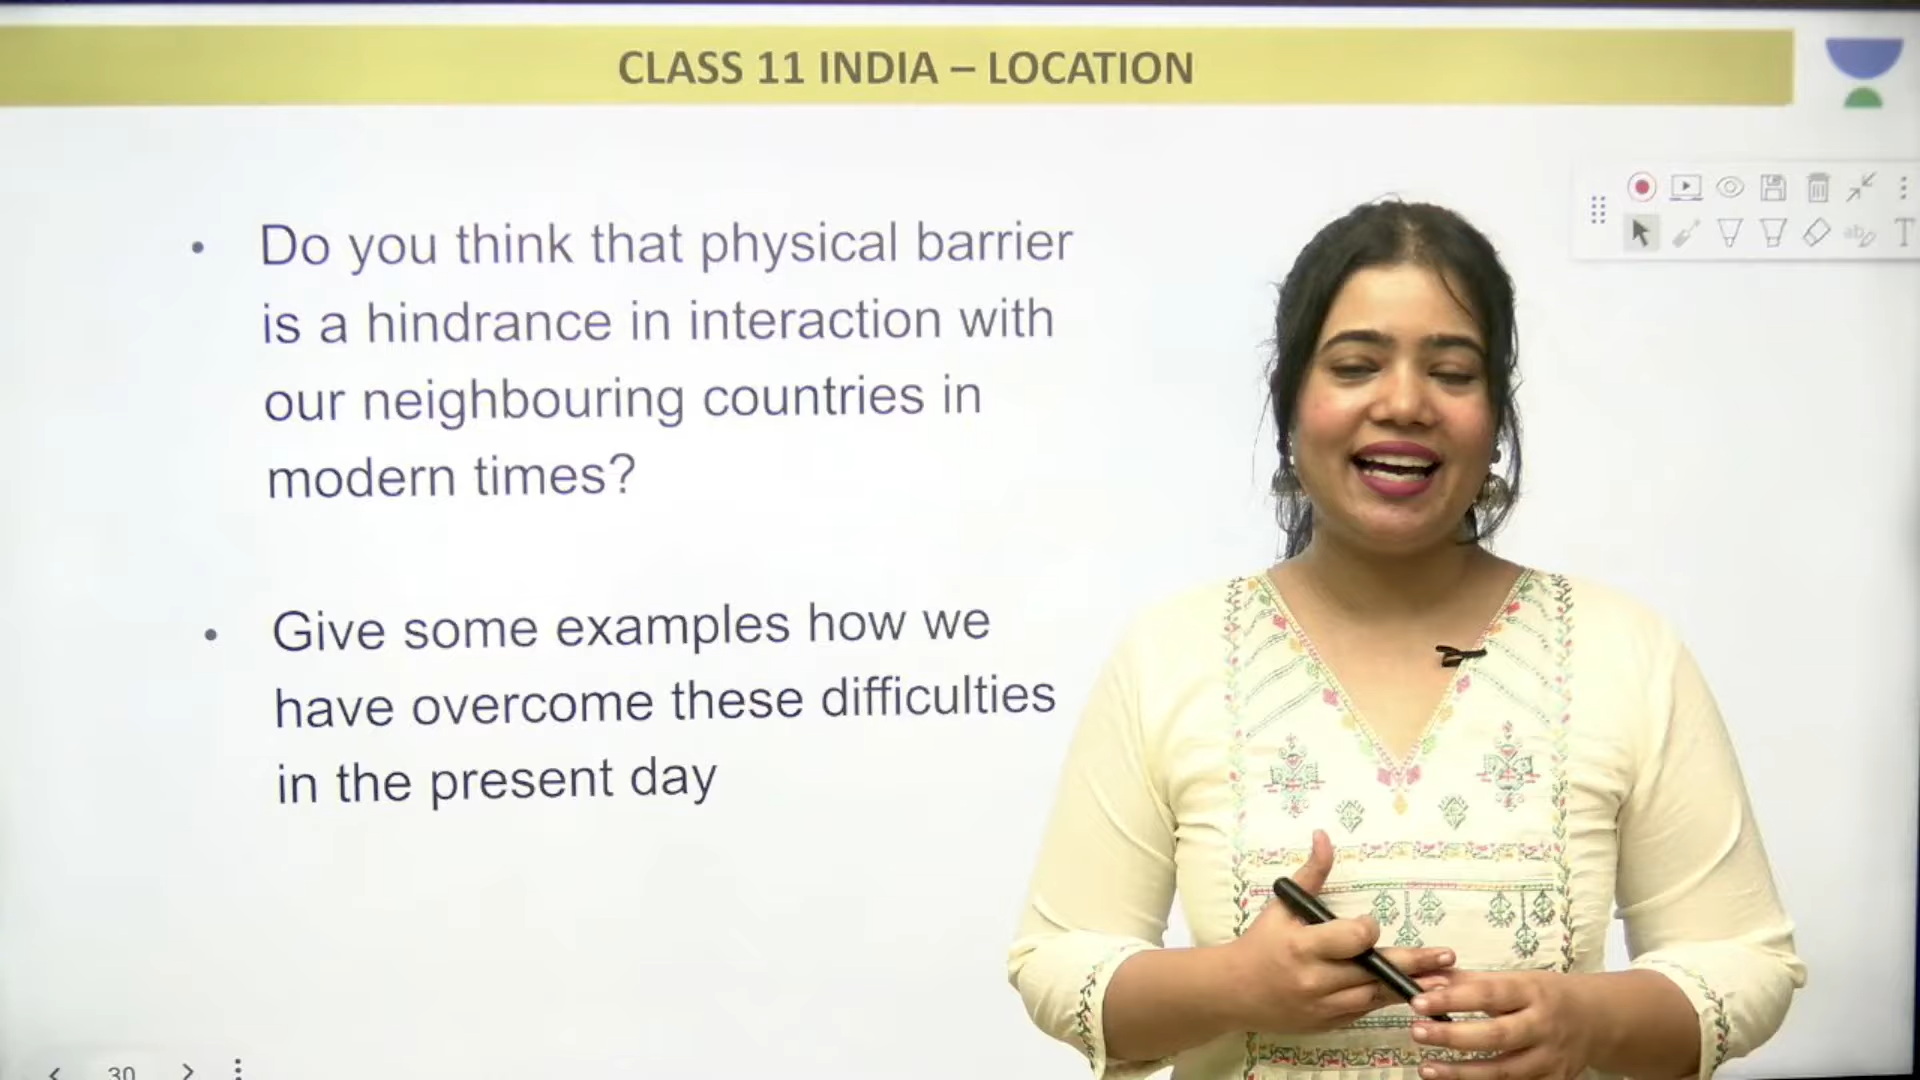 CLASS 11 INDIA – LOCATION
• Do you think that physical barrier
is a hindrance in interaction with
our neighbouring countries in
modern times?
• Give some examples how we
have overcome these difficulties
in the present day
ab
T
30